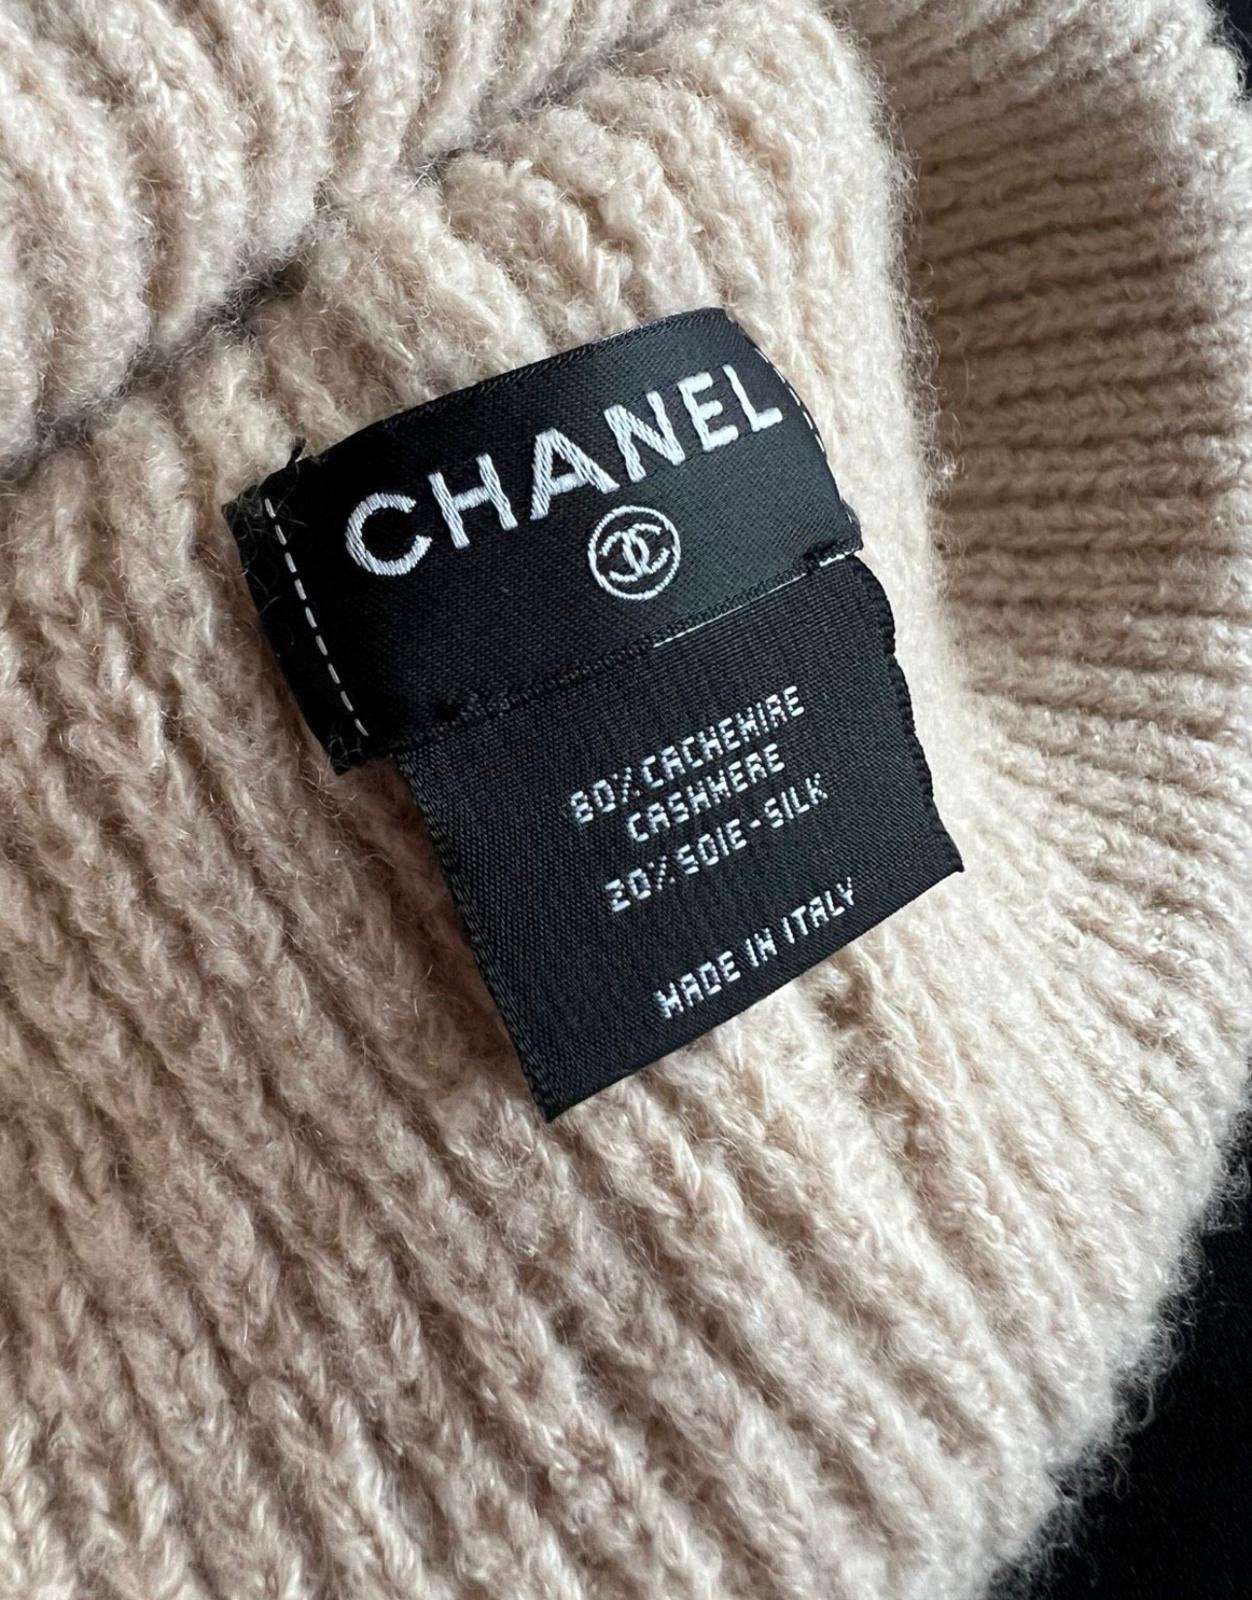 CHANEL
80% CACHEMIRE
CASHMERE
20% SOIE-SILK
MADE IN ITALY